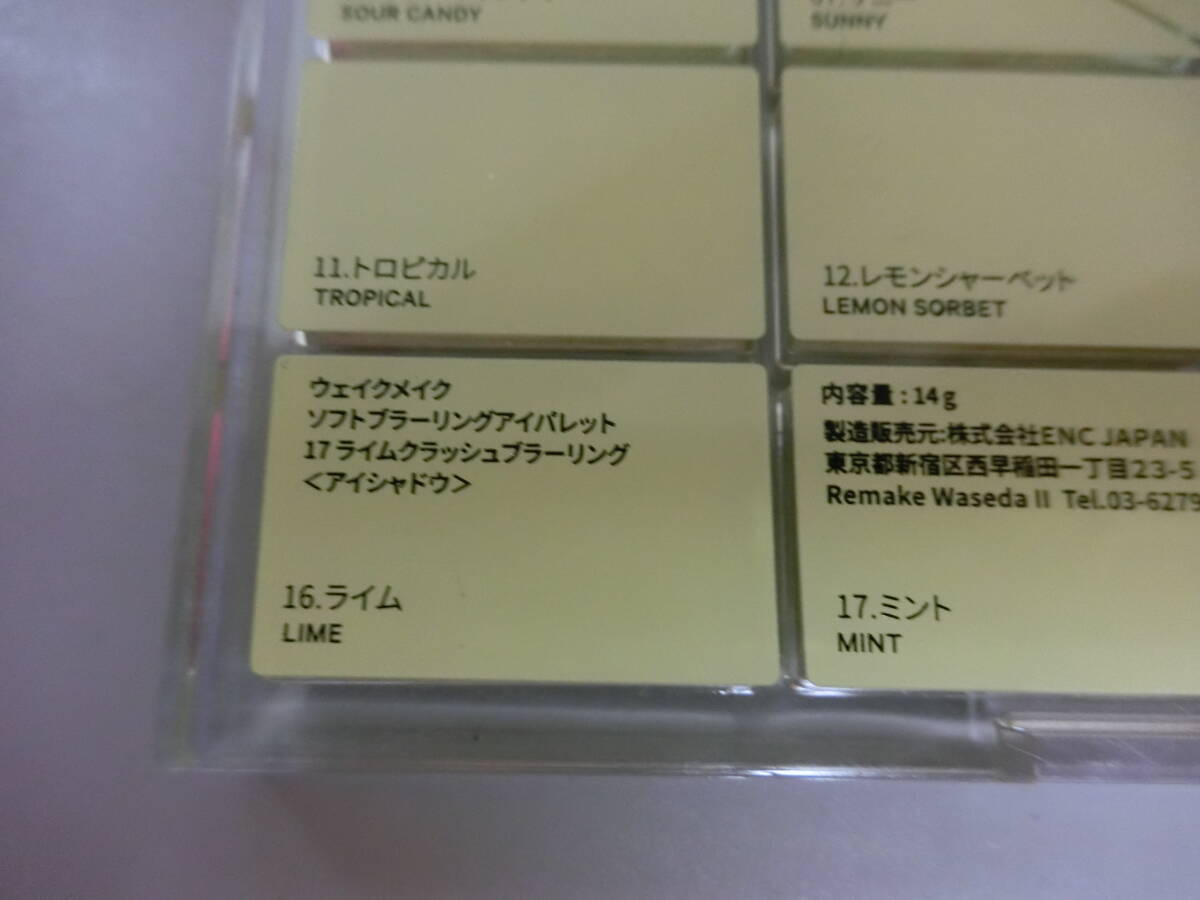 SOUR CANDY
SUNNY
11.トロピカル
TROPICAL
12.レモンシャーベット
LEMON SORBET
ウェイクメイク
ソフトブラーリングアイパレット
17 ライムクラッシュブラーリング
<アイシャドウ>
16.ライム
LIME
内容量:14g
製造販売元:株式会社ENC JAPAN
東京都新宿区西早稲田一丁目23-5
Remake Waseda II Tel.03-6279
17.ミント
MINT